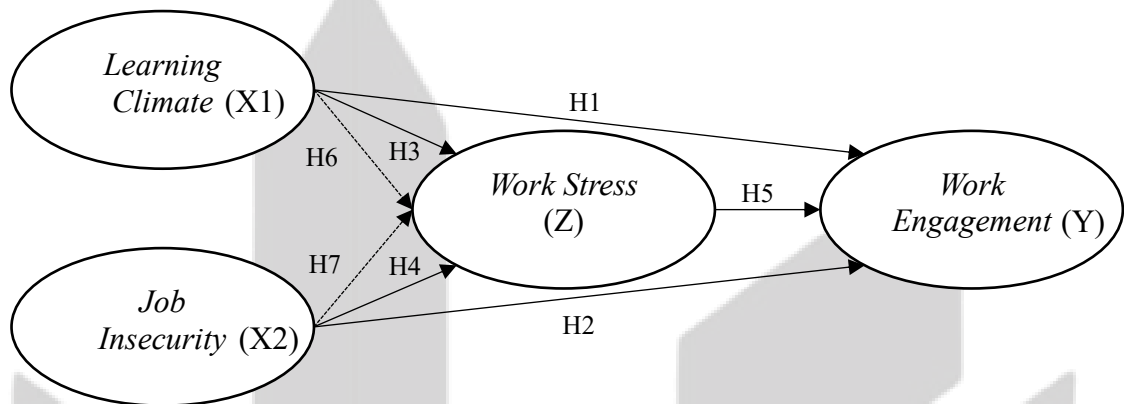 Learning
Climate (X1)
H1
H3
H6
Work Stress
(Z)
H5
Work
Engagement (Y)
H7
H4
Job
Insecurity (X2)
H2